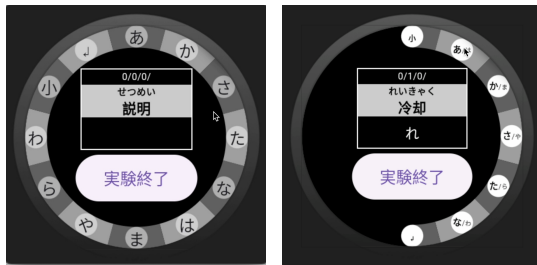 0/0/0/
せつめい
説明
実験終了
あ
か
さ
た
な
は
ま
や
ら
わ
小
↲
0/1/0/
れいきゃく
冷却
れ
実験終了
小
あ/は
か/ま
さ/や
た/ら
な/わ
↲